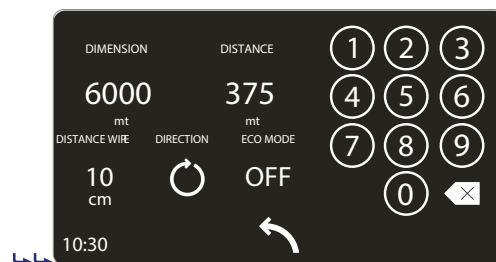 DIMENSION DISTANCE
6000 375
mt mt
DISTANCE WIRE DIRECTION ECO MODE
10 OFF
cm
10:30
1 2 3
4 5 6
7 8 9
0